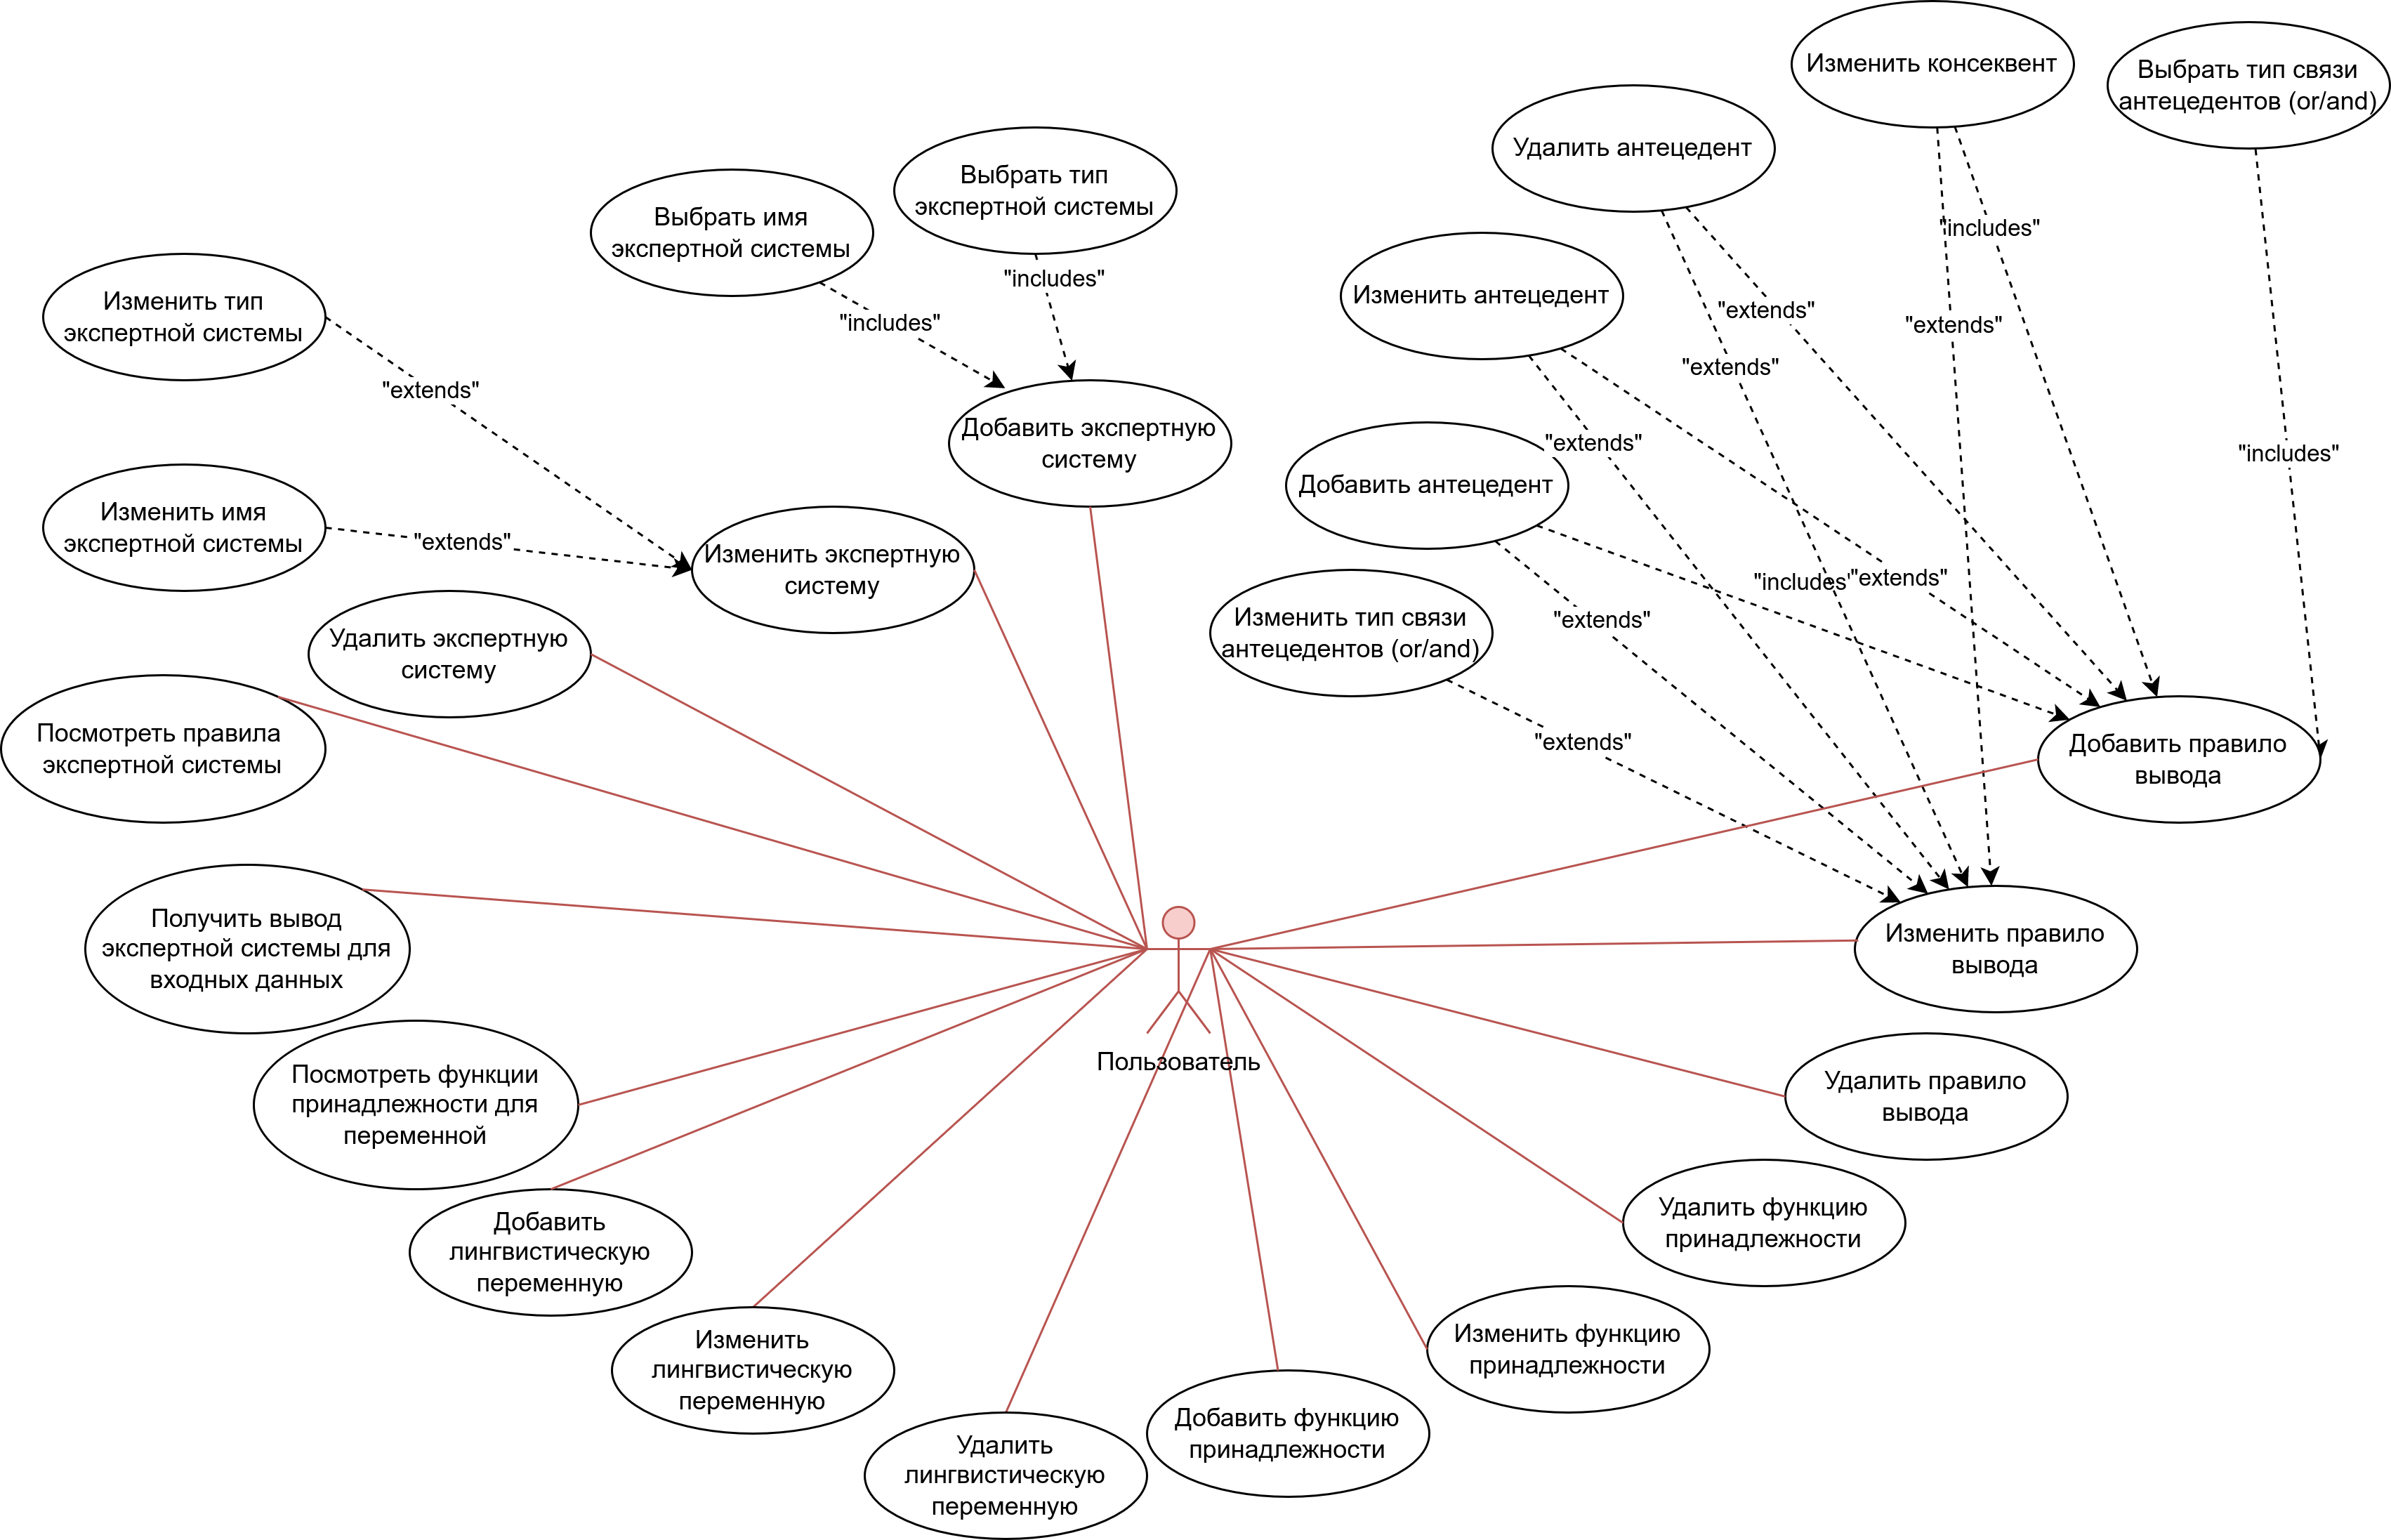 Изменить консеквент
Выбрать тип связи
антецедентов (or/and)
Удалить антецедент
Выбрать тип
экспертной системы
Выбрать имя
экспертной системы
"includes"
"includes"
"includes"
Изменить антецедент
Изменить тип
экспертной системы
"extends"
"extends"
"extends"
"extends"
"extends"
Добавить экспертную
систему
"includes"
Добавить антецедент
Изменить имя
экспертной системы
"extends"
Изменить экспертную
систему
"includes"
"extends"
"extends"
Изменить тип связи
антецедентов (or/and)
Удалить экспертную
систему
Посмотреть правила
экспертной системы
"extends"
Добавить правило
вывода
Получить вывод
экспертной системы для
входных данных
Изменить правило
вывода
Пользователь
Посмотреть функции
принадлежности для
переменной
Удалить правило
вывода
Добавить
лингвистическую
переменную
Удалить функцию
принадлежности
Изменить
лингвистическую
переменную
Изменить функцию
принадлежности
Добавить функцию
принадлежности
Удалить
лингвистическую
переменную